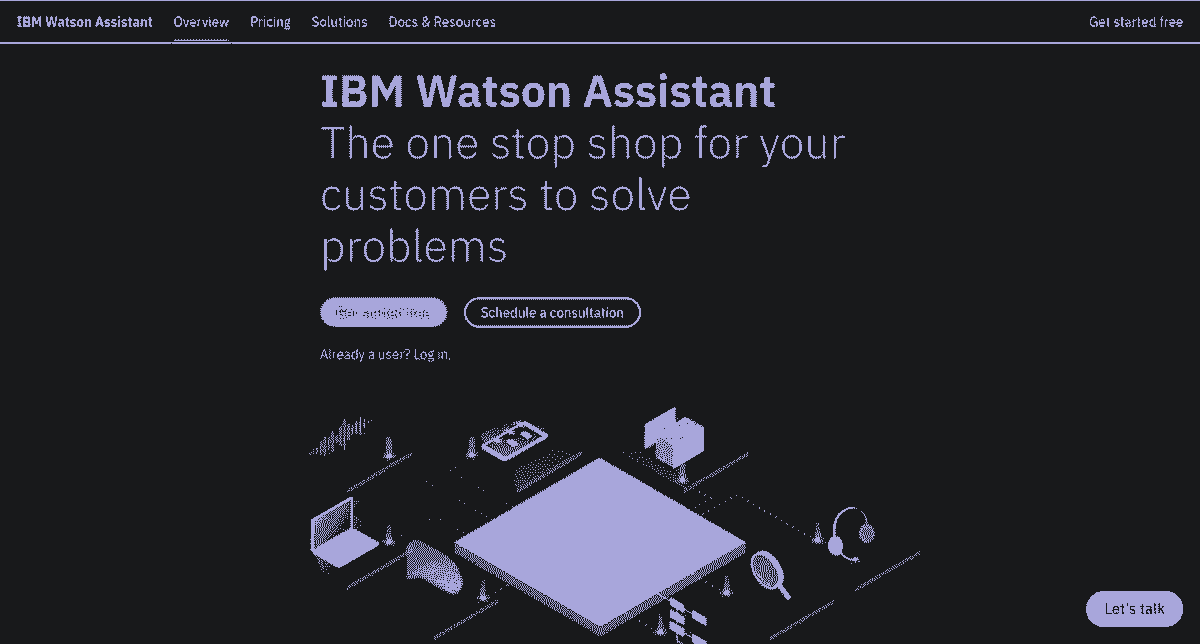 IBM Watson Assistant
Overview
Pricing
Solutions
Docs & Resources
Get started free
IBM Watson Assistant
The one stop shop for your
customers to solve
problems
Schedule a consultation
Already a user? Log in.
Let's talk